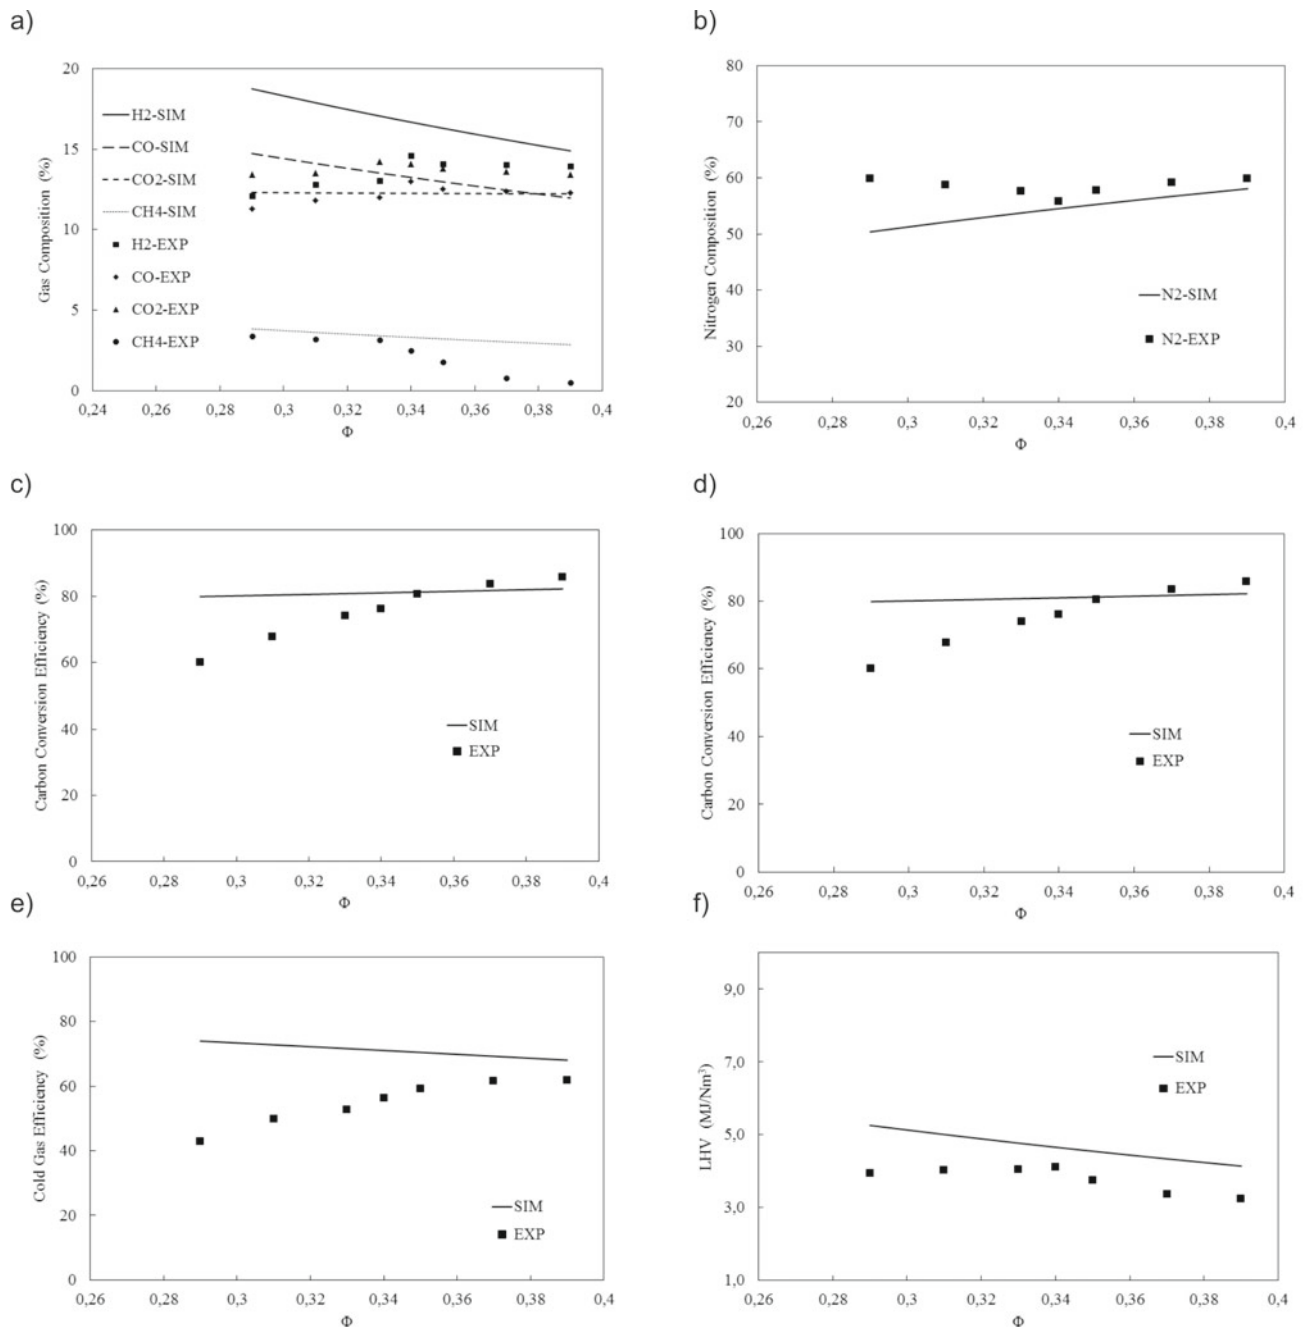 a)
Gas Composition (%)
20
15
10
5
0
H2-SIM
CO-SIM
CO2-SIM
CH4-SIM
H2-EXP
CO-EXP
CO2-EXP
CH4-EXP
0,24 0,26 0,28 0,3 0,32 0,34 0,36 0,38 0,4
Φ
b)
Nitrogen Composition (%)
80
70
60
50
40
30
20
N2-SIM
N2-EXP
0,26 0,28 0,3 0,32 0,34 0,36 0,38 0,4
Φ
c)
Carbon Conversion Efficiency (%)
100
80
60
40
20
0
SIM
EXP
0,26 0,28 0,3 0,32 0,34 0,36 0,38 0,4
Φ
d)
Carbon Conversion Efficiency (%)
100
80
60
40
20
0
SIM
EXP
0,26 0,28 0,3 0,32 0,34 0,36 0,38 0,4
Φ
e)
Cold Gas Efficiency (%)
100
80
60
40
20
0
SIM
EXP
0,26 0,28 0,3 0,32 0,34 0,36 0,38 0,4
Φ
f)
LHV (MJ/Nm³)
9,0
7,0
5,0
3,0
1,0
SIM
EXP
0,26 0,28 0,3 0,32 0,34 0,36 0,38 0,4
Φ